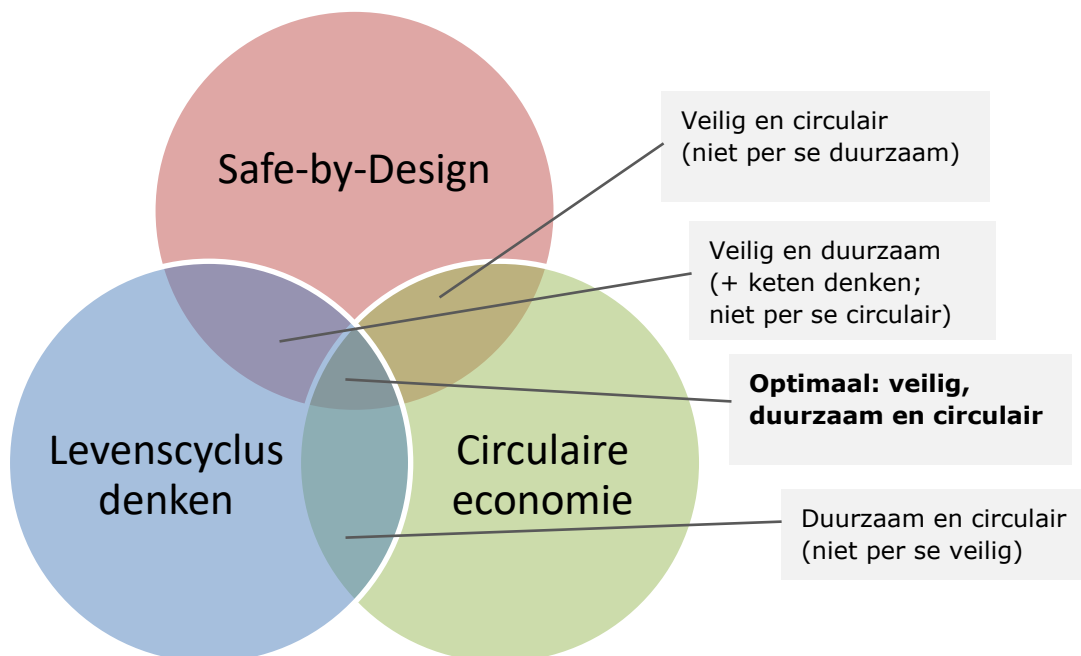 Safe-by-Design
Levenscyclus
denken
Circulaire
economie
Veilig en circulair
(niet per se duurzaam)
Veilig en duurzaam
(+ keten denken;
niet per se circulair)
Optimaal: veilig,
duurzaam en circulair
Duurzaam en circulair
(niet per se veilig)